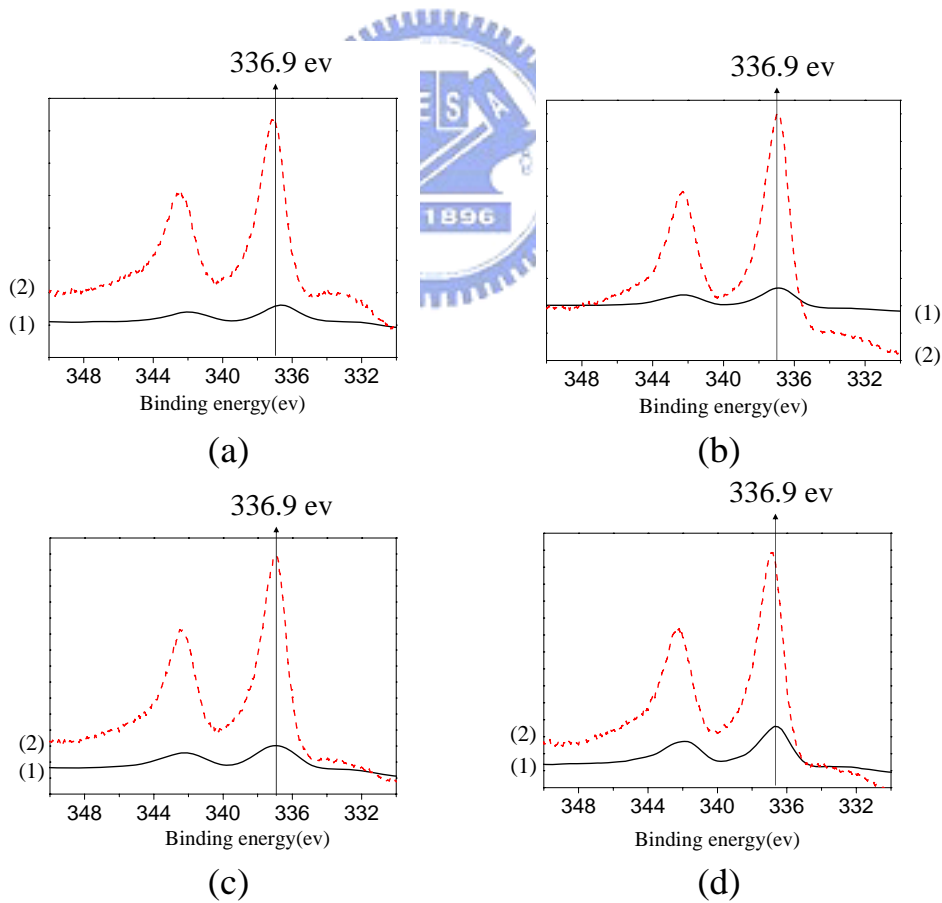 336.9 ev
336.9 ev
E S A
1896
(2)
(1)
(1)
(2)
348 344 340 336 332
348 344 340 336 332
Binding energy(ev)
Binding energy(ev)
(a)
(b)
336.9 ev
336.9 ev
(2)
(1)
(2)
(1)
348 344 340 336 332
348 344 340 336 332
Binding energy(ev)
Binding energy(ev)
(c)
(d)